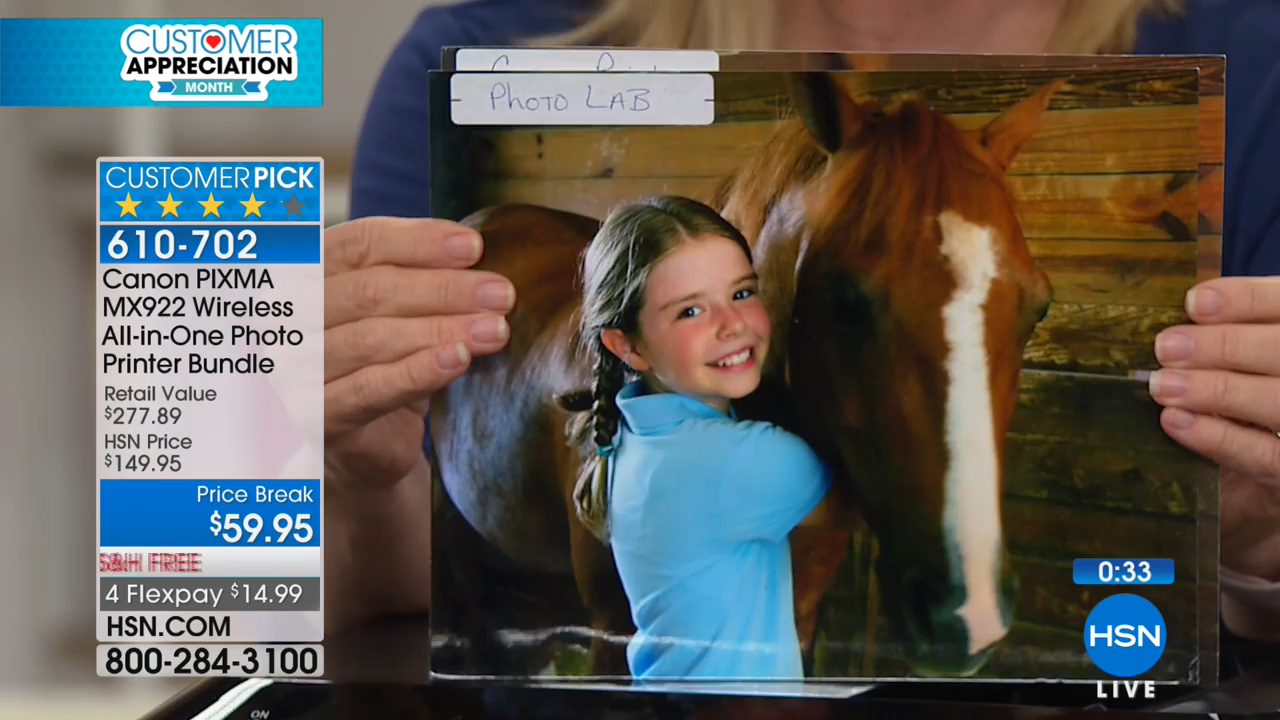 CUSTOMER
APPRECIATION
MONTH
CUSTOMER PICK
610-702
Canon PIXMA
MX922 Wireless
All-in-One Photo
Printer Bundle
Retail Value
$277.89
HSN Price
$149.95
Price Break
$59.95
S&H FREE
4 Flexpay $14.99
HSN.COM
800-284-3100
PHOTO LAB
0:33
HSN
LIVE
ON